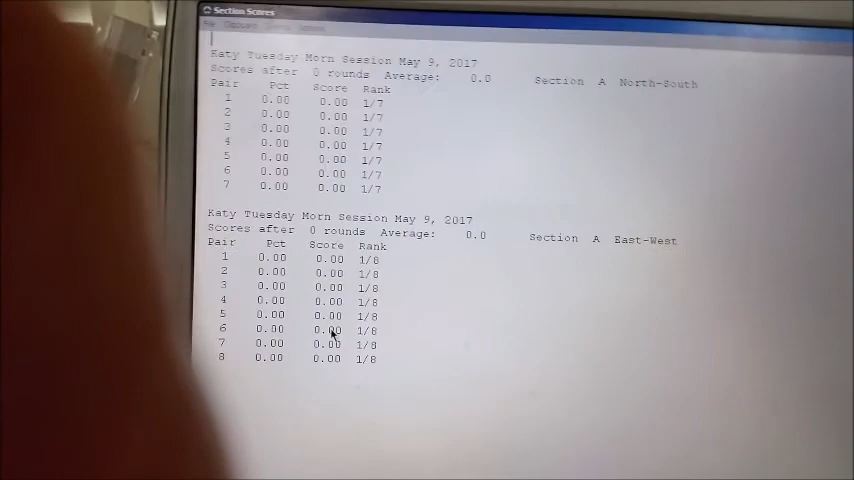 Section Scores
Katy Tuesday Morn Session May 9, 2017
Scores after 0 rounds Average: 0.0 Section A North-South
Pair Pct Score Rank
1 0.00 0.00 1/7
2 0.00 0.00 1/7
3 0.00 0.00 1/7
4 0.00 0.00 1/7
5 0.00 0.00 1/7
6 0.00 0.00 1/7
7 0.00 0.00 1/7
Katy Tuesday Morn Session May 9, 2017
Scores after 0 rounds Average: 0.0 Section A East-West
Pair Pct Score Rank
1 0.00 0.00 1/8
2 0.00 0.00 1/8
3 0.00 0.00 1/8
4 0.00 0.00 1/8
5 0.00 0.00 1/8
6 0.00 0.00 1/8
7 0.00 0.00 1/8
8 0.00 0.00 1/8